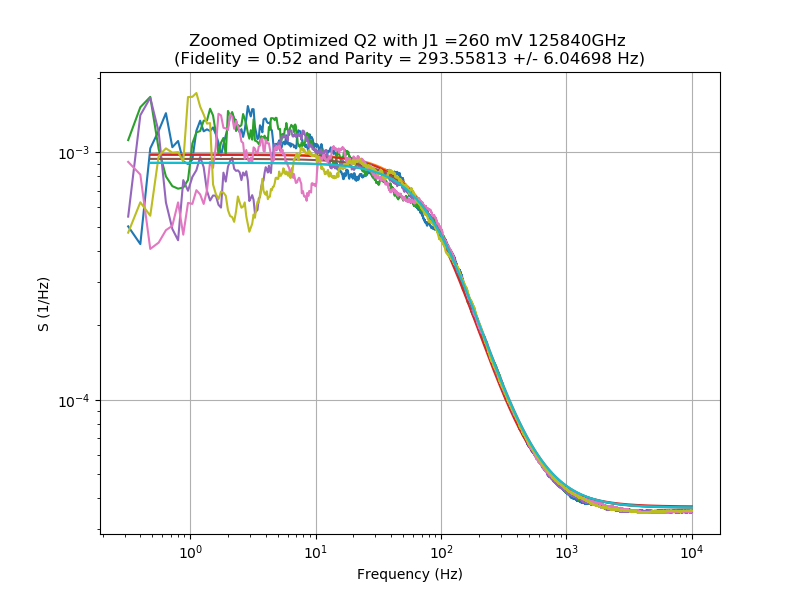 Zoomed Optimized Q2 with J1 =260 mV 125840GHz
(Fidelity = 0.52 and Parity = 293.55813 +/- 6.04698 Hz)
10⁻³
10⁻⁴
S (1/Hz)
10⁰ 10¹ 10² 10³ 10⁴
Frequency (Hz)